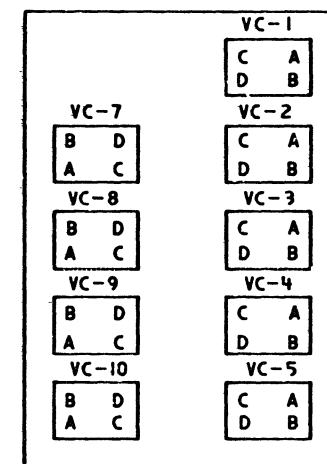 VC-1
C A
D B
VC-7 VC-2
B D C A
A C D B
VC-8 VC-3
B D C A
A C D B
VC-9 VC-4
B D C A
A C D B
VC-10 VC-5
B D C A
A C D B